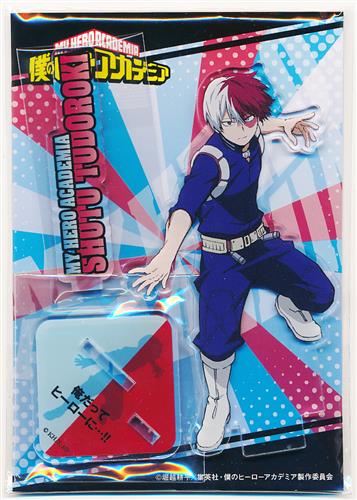 MY HERO ACADEMIA
僕のヒーローアカデミア
MY HERO ACADEMIA
SHOTO TODOROKI
俺だって
ヒーローに…!!
©堀越耕平/集英社・僕のヒーローアカデミア製作委員会